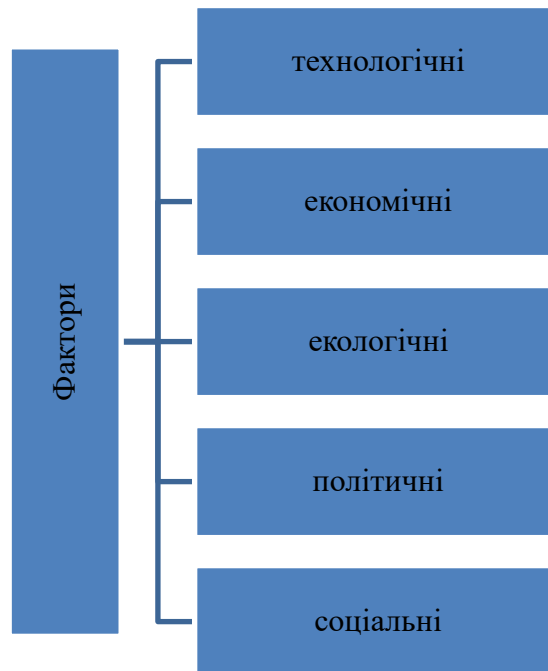 Фактори
технологічні
економічні
екологічні
політичні
соціальні